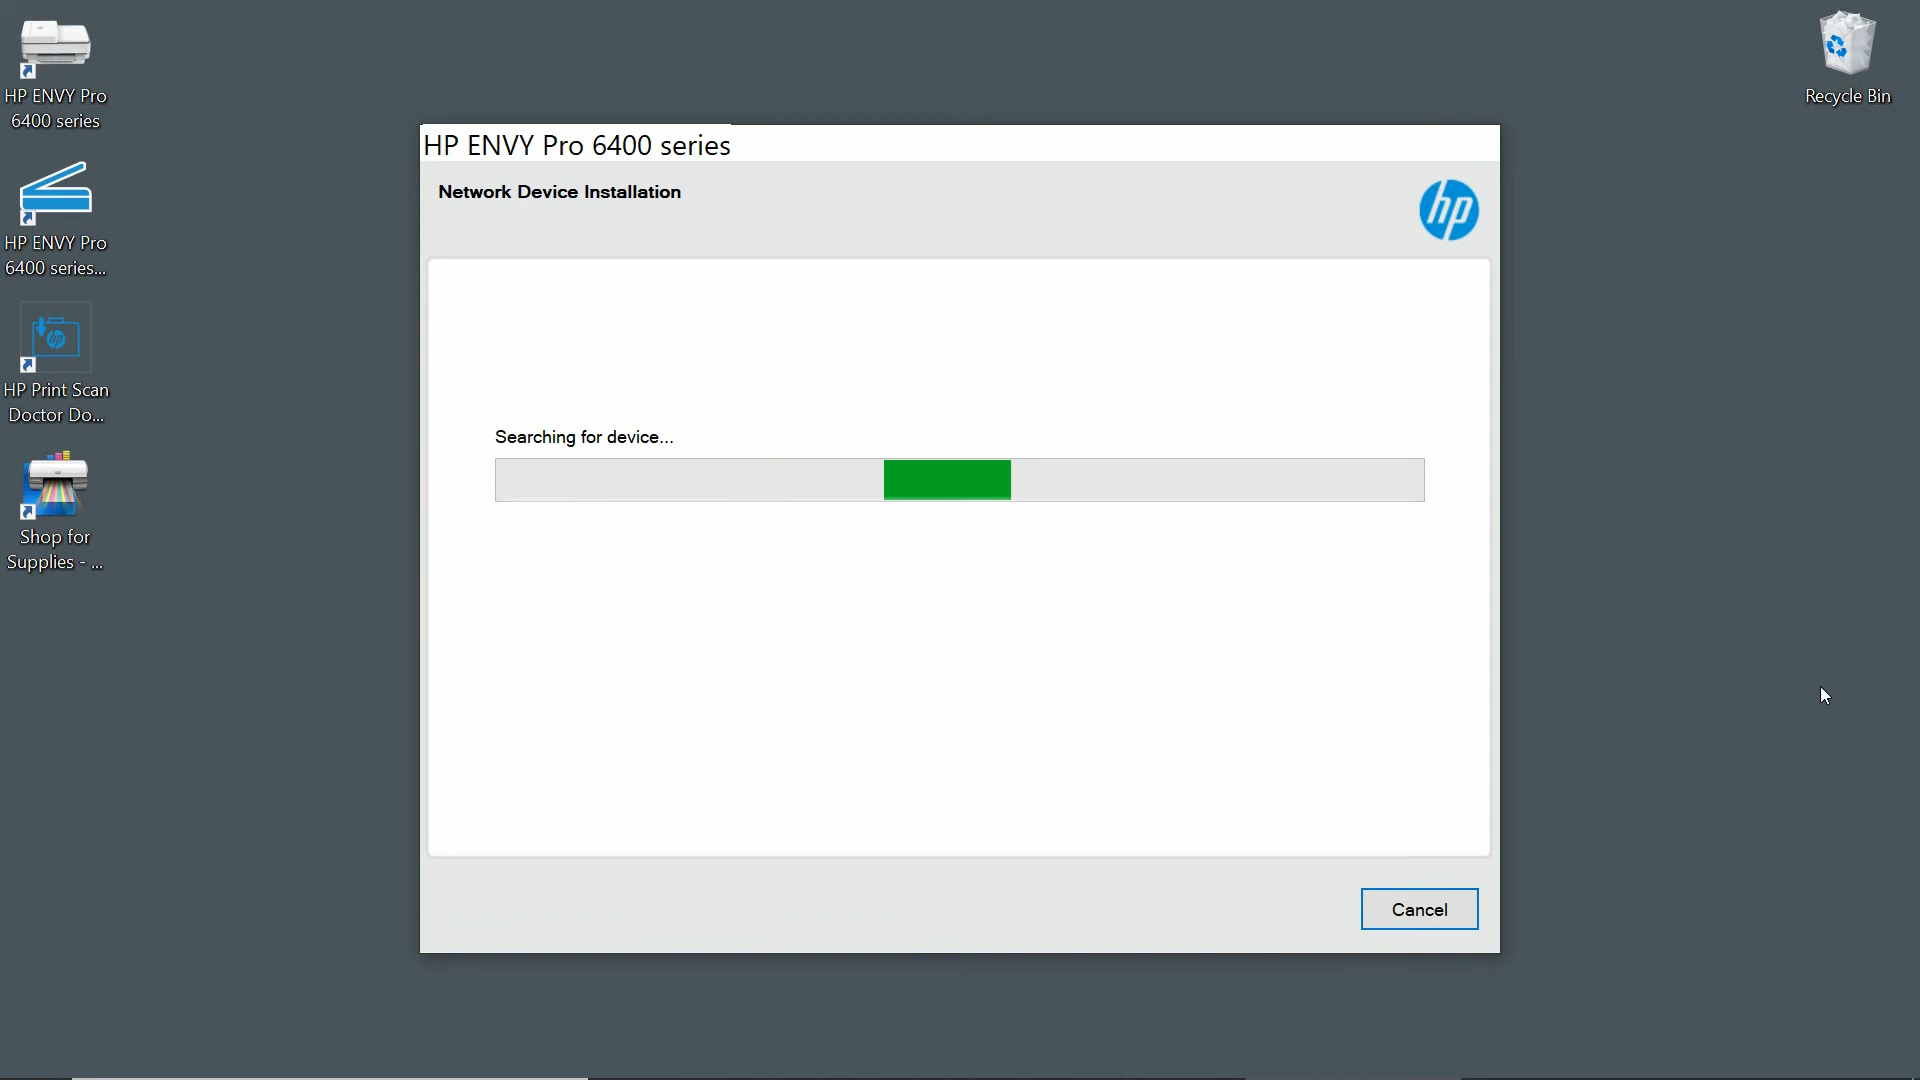 HP ENVY Pro
6400 series
HP ENVY Pro
6400 series...
HP Print Scan
Doctor Do...
Shop for
Supplies - ...
HP ENVY Pro 6400 series
Network Device Installation
hp
Searching for device...
Cancel
Recycle Bin